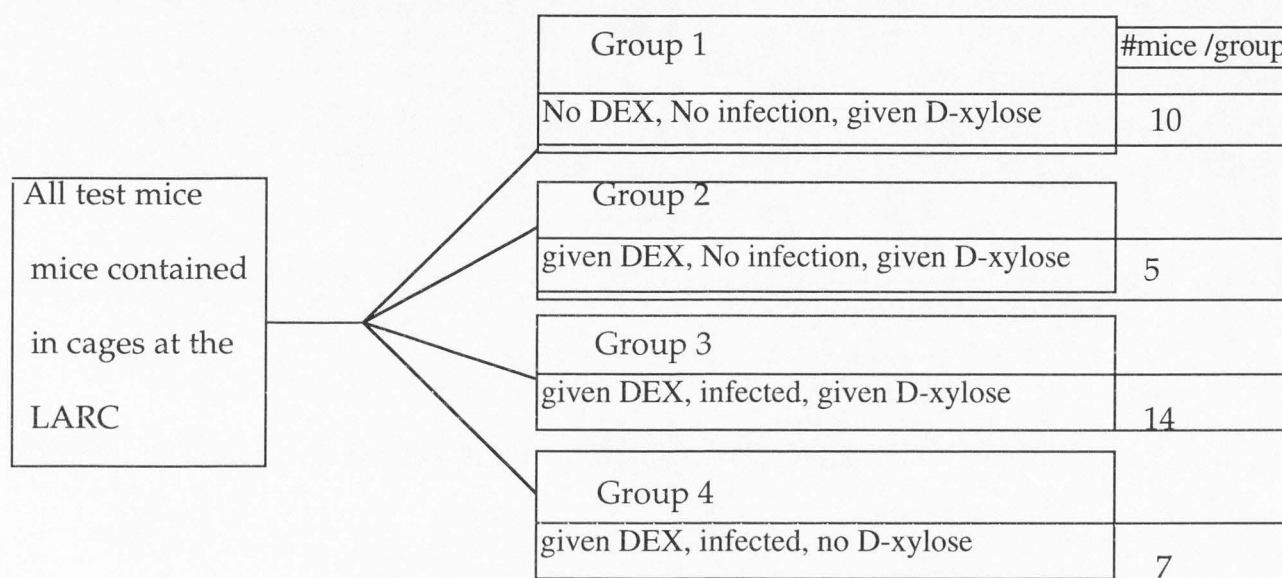 Group 1
#mice /group
No DEX, No infection, given D-xylose
10
All test mice
mice contained
in cages at the
LARC
Group 2
given DEX, No infection, given D-xylose
5
Group 3
given DEX, infected, given D-xylose
14
Group 4
given DEX, infected, no D-xylose
7